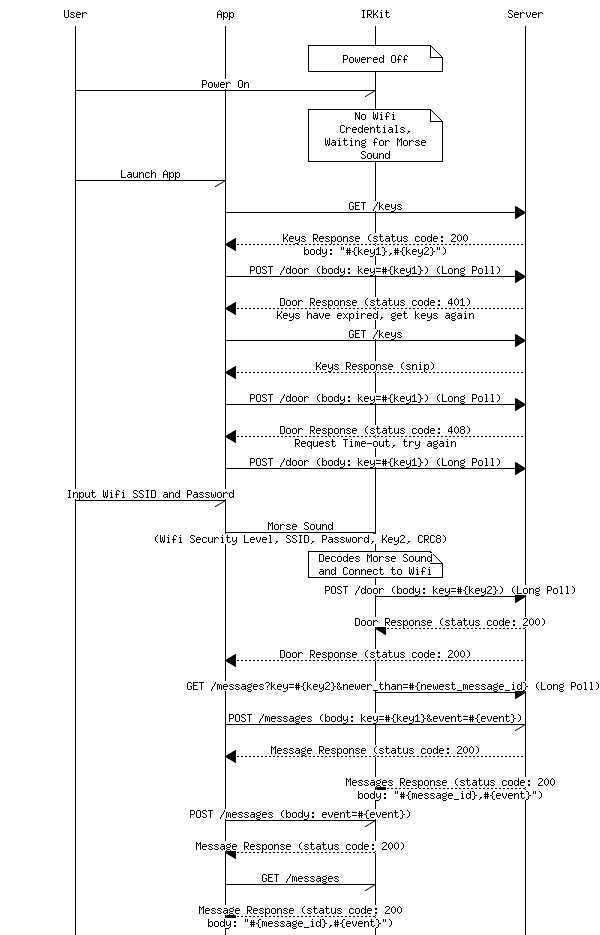 User App IRKit Server
Powered Off
Power On
No Wifi
Credentials,
Waiting for Morse
Sound
Launch App
GET /keys
Keys Response (status code: 200
body: "#{key1},#{key2}")
POST /door (body: key=#{key1}) (Long Poll)
Door Response (status code: 401)
Keys have expired, get keys again
GET /keys
Keys Response (snip)
POST /door (body: key=#{key1}) (Long Poll)
Door Response (status code: 408)
Request Time-out, try again
POST /door (body: key=#{key1}) (Long Poll)
Input Wifi SSID and Password
Morse Sound
(Wifi Security Level, SSID, Password, Key2, CRC8)
Decodes Morse Sound
and Connect to Wifi
POST /door (body: key=#{key2}) (Long Poll)
Door Response (status code: 200)
Door Response (status code: 200)
GET /messages?key=#{key2}&newer_than=#{newest_message_id} (Long Poll)
POST /messages (body: key=#{key1}&event=#{event})
Message Response (status code: 200)
Messages Response (status code: 200
body: "#{message_id},#{event}")
POST /messages (body: event=#{event})
Message Response (status code: 200)
GET /messages
Message Response (status code: 200
body: "#{message_id},#{event}")